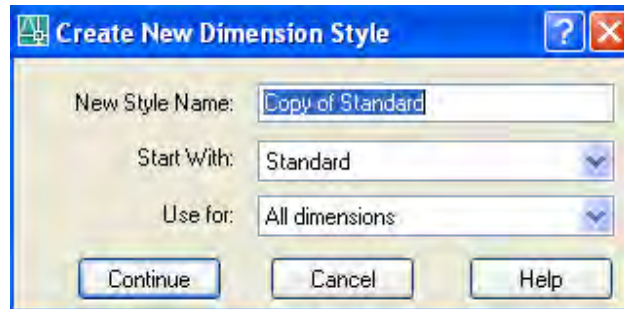 Create New Dimension Style
New Style Name: Copy of Standard
Start With: Standard
Use for: All dimensions
Continue Cancel Help